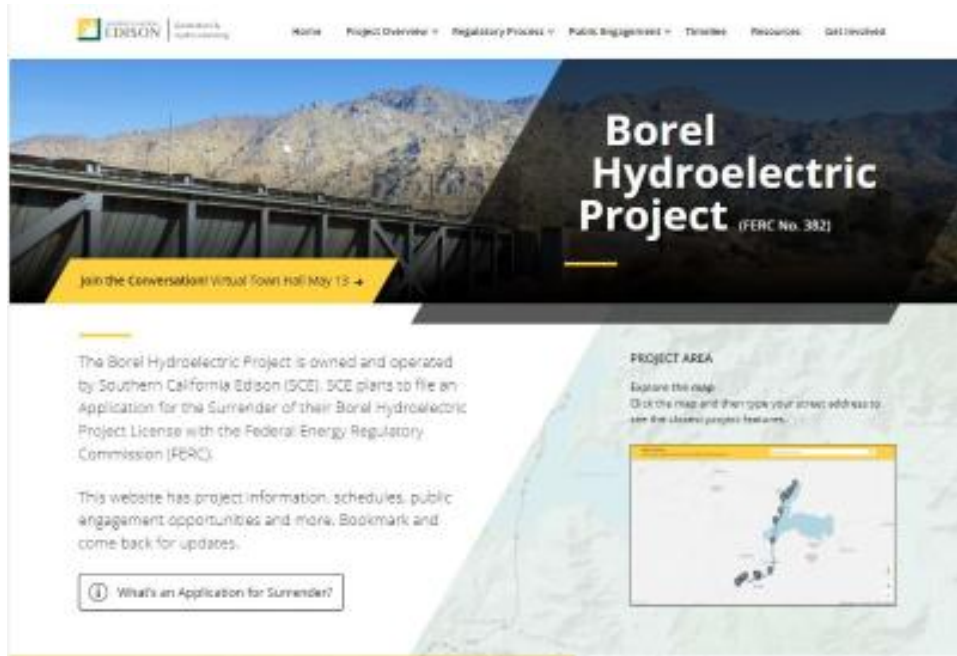 EDISON
Home Project Overview Regulatory Process Public Engagement Timeline Resources Get Involved
Borel
Hydroelectric
Project (FERC No. 382)
Join the Conversation! Virtual Town Hall May 13 →
The Borel Hydroelectric Project is owned and operated
by Southern California Edison (SCE). SCE plans to file an
Application for the Surrender of their Borel Hydroelectric
Project License with the Federal Energy Regulatory
Commission (FERC).
This website has project information, schedules, public
engagement opportunities and more. Bookmark and
come back for updates.
What's an Application for Surrender?
PROJECT AREA
Explore the map
Click the map and then type your street address to
see the closest project features.